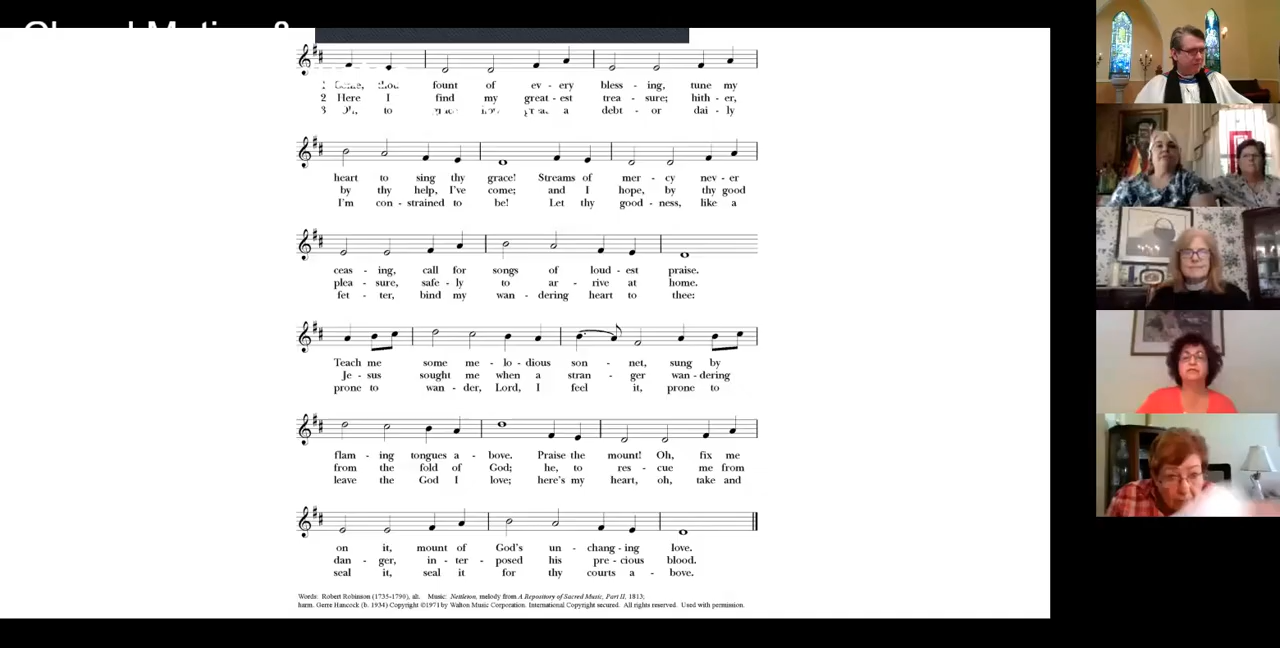 1 Come, thou fount of ev - ery bless - ing, tune my
2 Here I find my great - est trea - sure; hith - er,
3 Oh, to grace how great a debt - or dai - ly
heart to sing thy grace! Streams of mer - cy nev - er
by thy help, I've come; and I hope, by thy good
I'm con - strained to be! Let thy good - ness, like a
ceas - ing, call for songs of loud - est praise.
plea - sure, safe - ly to ar - rive at home.
fet - ter, bind my wan - dering heart to thee:
Teach me some me - lo - dious son - net, sung by
Je - sus sought me when a stran - ger wan - dering
prone to wan - der, Lord, I feel it, prone to
flam - ing tongues a - bove. Praise the mount! Oh, fix me
from the fold of God; he, to res - cue me from
leave the God I love; here's my heart, oh, take and
on it, mount of God's un - chang - ing love.
dan - ger, in - ter - posed his pre - cious blood.
seal it, seal it for thy courts a - bove.
Words: Robert Robinson (1735-1790), alt. Music: Nettleton, melody from A Repository of Sacred Music, Part II, 1813;
harm. Gerre Hancock (b. 1934) Copyright ©1971 by Walton Music Corporation. International Copyright secured. All rights reserved. Used with permission.